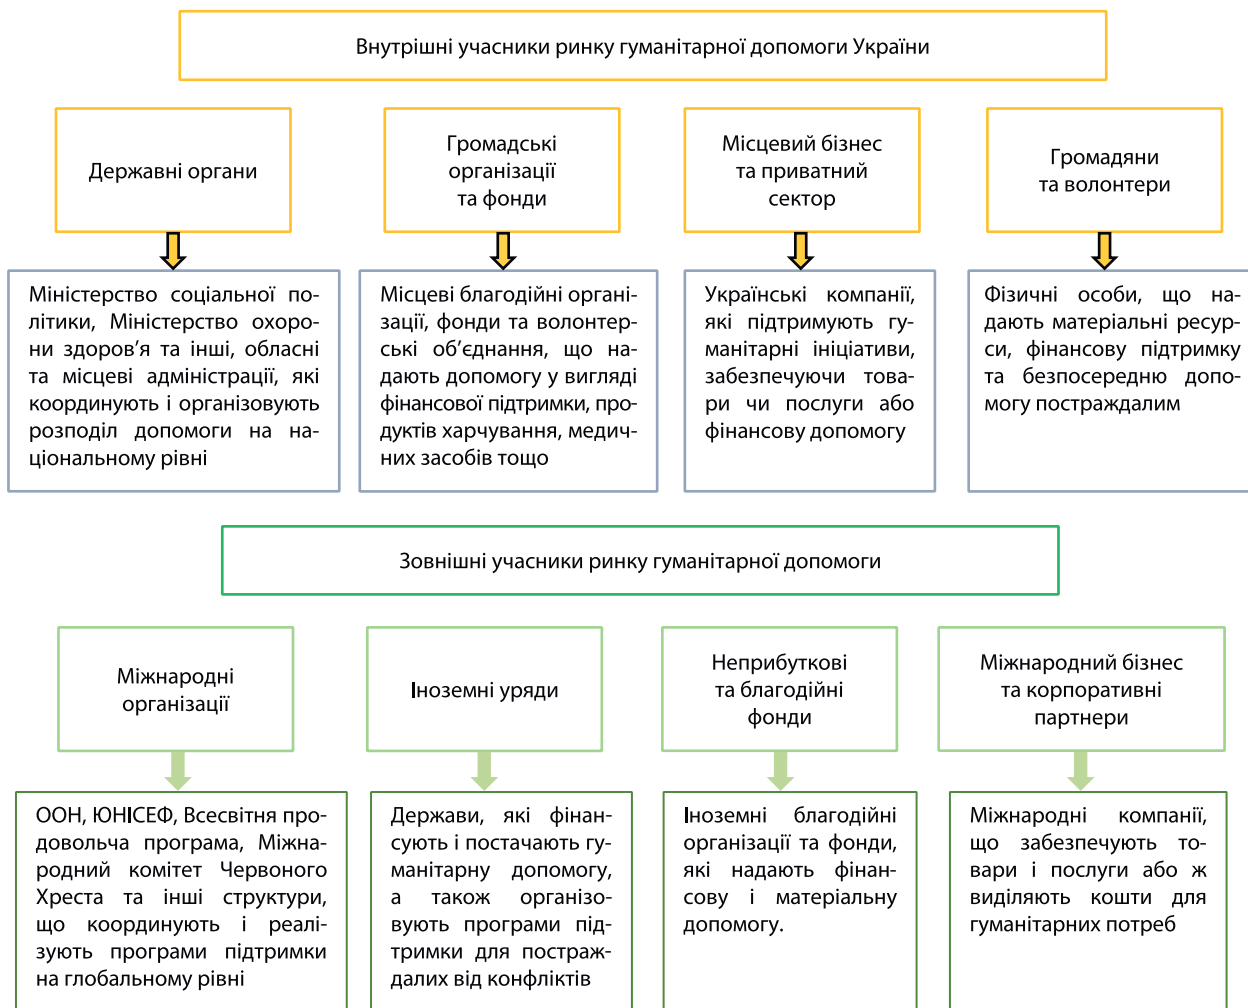 Внутрішні учасники ринку гуманітарної допомоги України
Державні органи
Громадські
організації
та фонди
Місцевий бізнес
та приватний
сектор
Громадяни
та волонтери
Міністерство соціальної по-
літики, Міністерство охоро-
ни здоров'я та інші, обласні
та місцеві адміністрації, які
координують і організовують
розподіл допомоги на на-
ціональному рівні
Місцеві благодійні органі-
зації, фонди та волонтер-
ські об’єднання, що на-
дають допомогу у вигляді
фінансової підтримки, про-
дуктів харчування, медич-
них засобів тощо
Українські компанії,
які підтримують гу-
манітарні ініціативи,
забезпечуючи това-
ри чи послуги або
фінансову допомогу
Фізичні особи, що на-
дають матеріальні ресур-
си, фінансову підтримку
та безпосередню допо-
могу постраждалим
Зовнішні учасники ринку гуманітарної допомоги
Міжнародні
організації
Іноземні уряди
Неприбуткові
та благодійні
фонди
Міжнародний бізнес
та корпоративні
партнери
ООН, ЮНІСЕФ, Всесвітня про-
довольча програма, Міжна-
родний комітет Червоного
Хреста та інші структури,
що координують і реалі-
зують програми підтримки
на глобальному рівні
Держави, які фінан-
сують і постачають гу-
манітарну допомогу,
а також організо-
вують програми під-
тримки для постраж-
далих від конфліктів
Іноземні благодійні
організації та фонди,
які надають фінан-
сову і матеріальну
допомогу.
Міжнародні компанії,
що забезпечують то-
вари і послуги або ж
виділяють кошти для
гуманітарних потреб